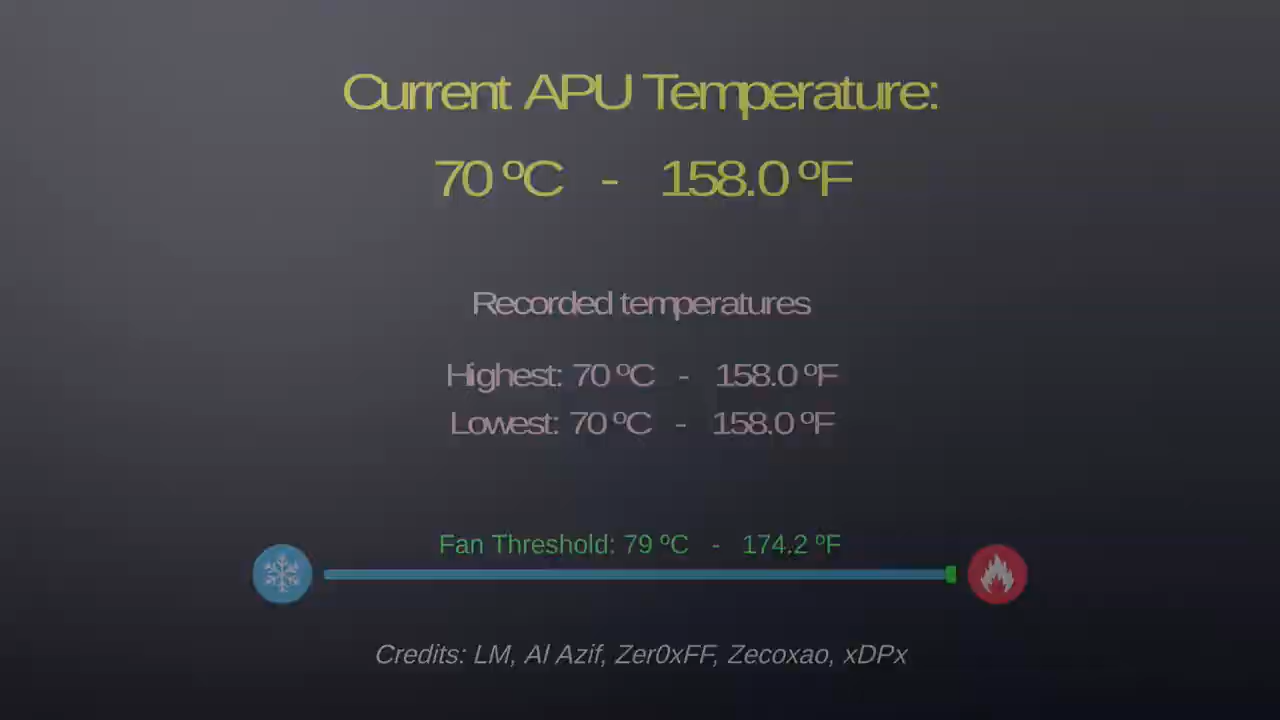 Current APU Temperature:
70 ºC - 158.0 ºF
Recorded temperatures
Highest: 70 ºC - 158.0 ºF
Lowest: 70 ºC - 158.0 ºF
Fan Threshold: 79 ºC - 174.2 ºF
Credits: LM, Al Azif, Zer0xFF, Zecoxao, xDPx